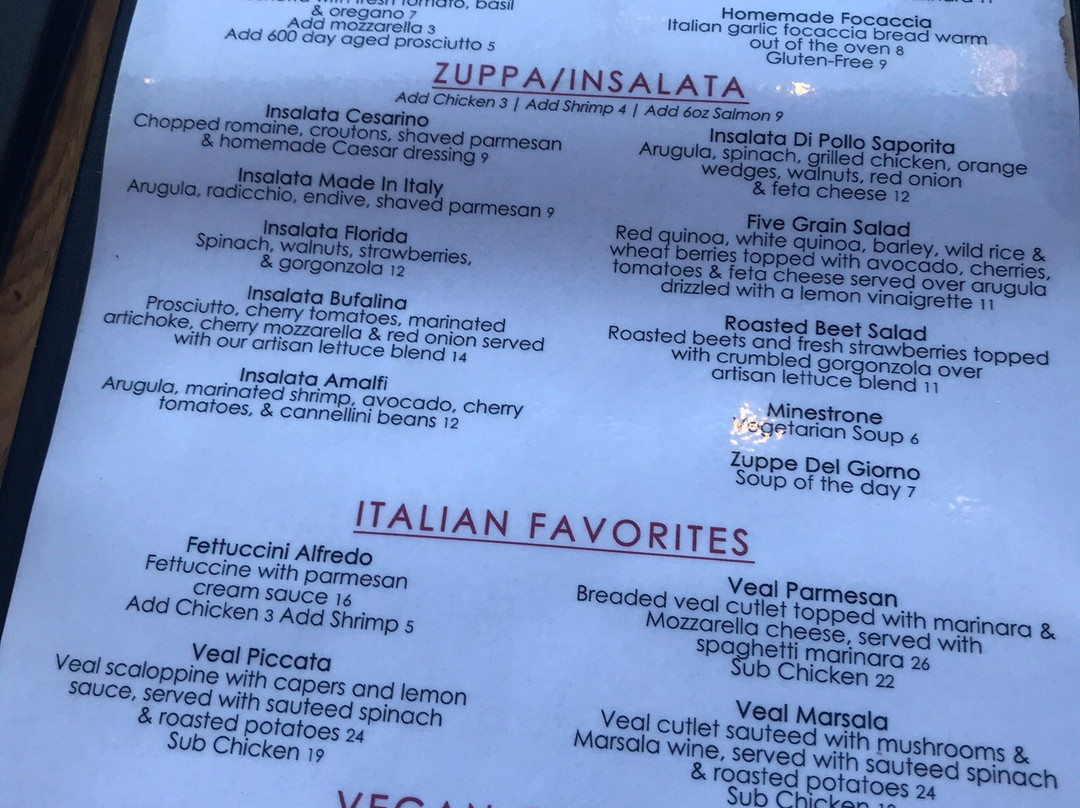 with fresh tomato, basil
& oregano 7
Add mozzarella 3
Add 600 day aged prosciutto 5
Homemade Focaccia
Italian garlic focaccia bread warm
out of the oven 8
Gluten-Free 9
ZUPPA/INSALATA
Add Chicken 3 | Add Shrimp 4 | Add 6oz Salmon 9
Insalata Cesarino
Chopped romaine, croutons, shaved parmesan
& homemade Caesar dressing 9
Insalata Made In Italy
Arugula, radicchio, endive, shaved parmesan 9
Insalata Florida
Spinach, walnuts, strawberries,
& gorgonzola 12
Insalata Bufalina
Prosciutto, cherry tomatoes, marinated
artichoke, cherry mozzarella & red onion served
with our artisan lettuce blend 14
Insalata Amalfi
Arugula, marinated shrimp, avocado, cherry
tomatoes, & cannellini beans 12
Insalata Di Pollo Saporita
Arugula, spinach, grilled chicken, orange
wedges, walnuts, red onion
& feta cheese 12
Five Grain Salad
Red quinoa, white quinoa, barley, wild rice &
wheat berries topped with avocado, cherries,
tomatoes & feta cheese served over arugula
drizzled with a lemon vinaigrette 11
Roasted Beet Salad
Roasted beets and fresh strawberries topped
with crumbled gorgonzola over
artisan lettuce blend 11
Minestrone
Vegetarian Soup 6
Zuppe Del Giorno
Soup of the day 7
ITALIAN FAVORITES
Fettuccini Alfredo
Fettuccine with parmesan
cream sauce 16
Add Chicken 3 Add Shrimp 5
Veal Piccata
Veal scaloppine with capers and lemon
sauce, served with sauteed spinach
& roasted potatoes 24
Sub Chicken 19
Veal Parmesan
Breaded veal cutlet topped with marinara &
Mozzarella cheese, served with
spaghetti marinara 26
Sub Chicken 22
Veal Marsala
Veal cutlet sauteed with mushrooms &
Marsala wine, served with sauteed spinach
& roasted potatoes 24
Sub Chicken
VEGAN